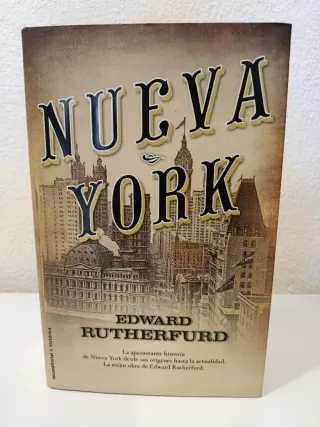 NUEVA
YORK
EDWARD
RUTHERFURD
La apasionante historia
de Nueva York desde sus orígenes hasta la actualidad.
La mejor obra de Edward Rutherfurd.